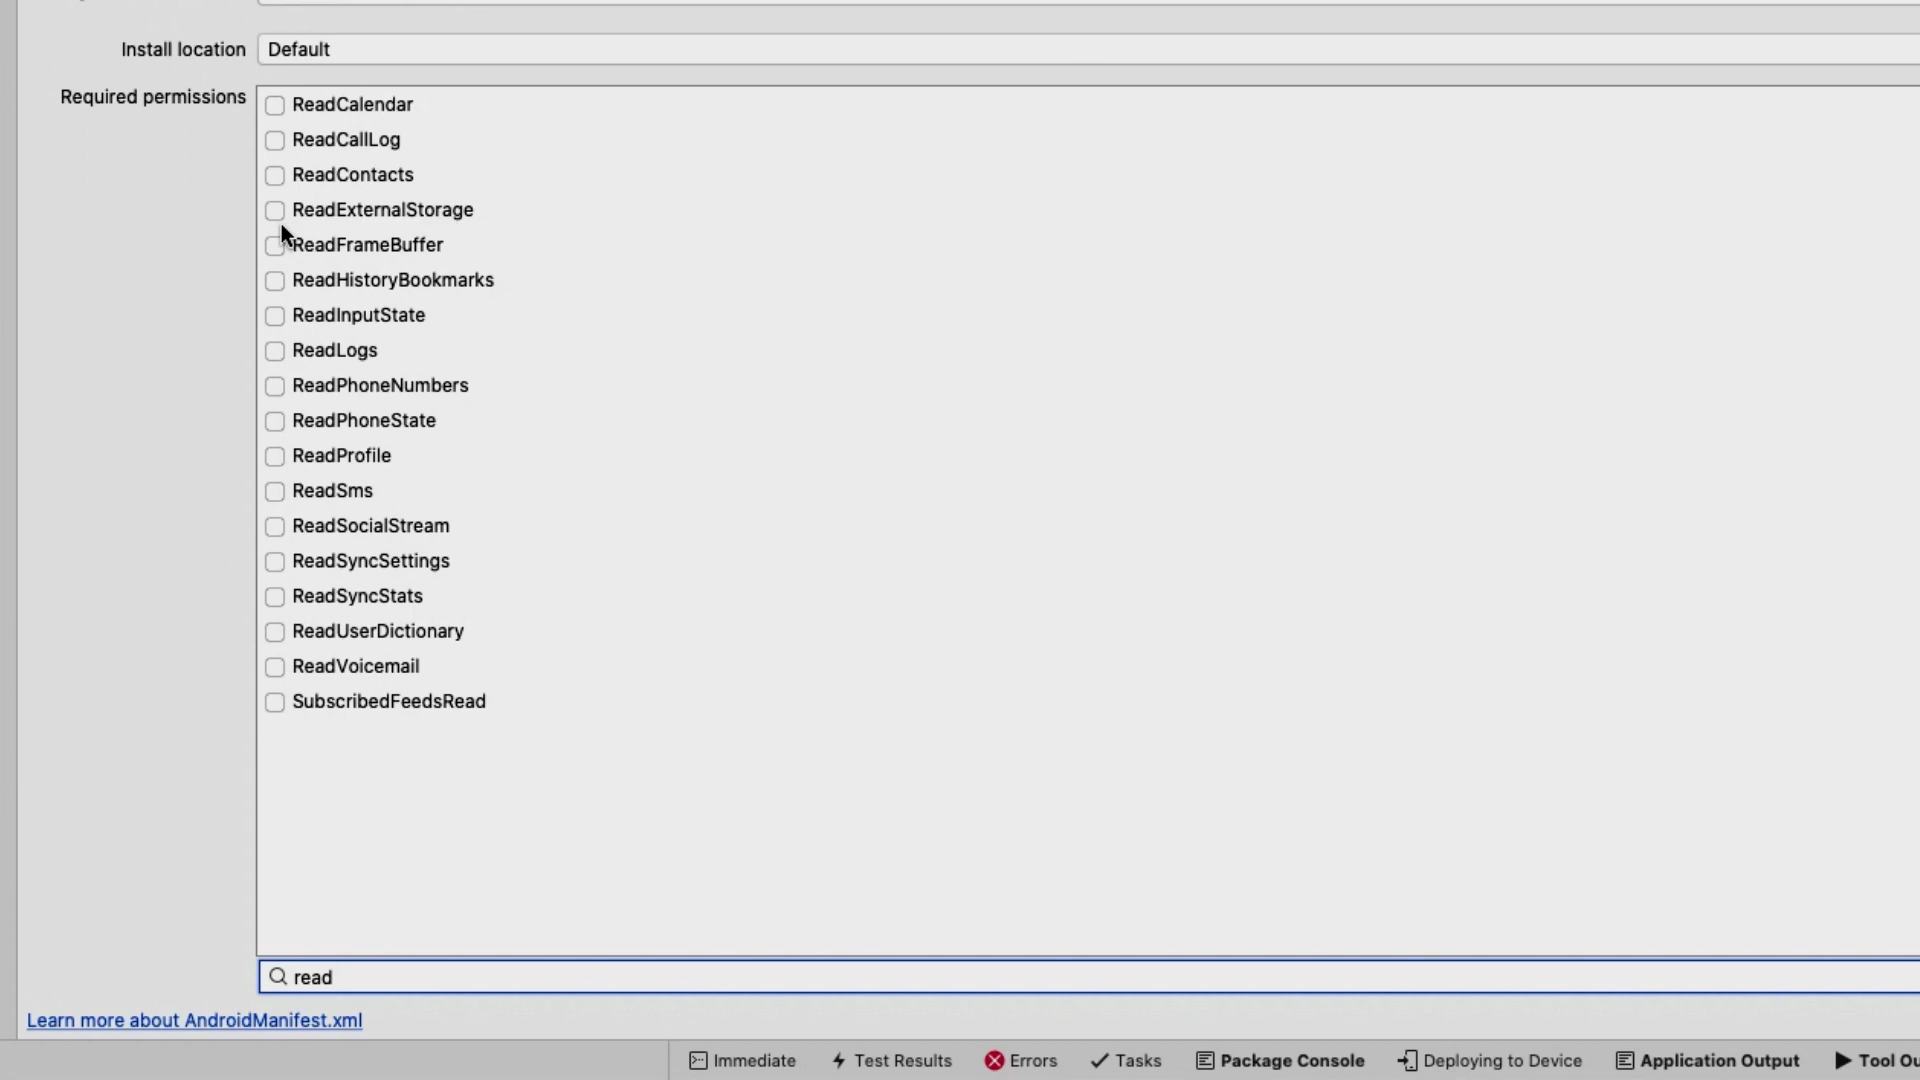 Install location Default
Required permissions
ReadCalendar
ReadCallLog
ReadContacts
ReadExternalStorage
ReadFrameBuffer
ReadHistoryBookmarks
ReadInputState
ReadLogs
ReadPhoneNumbers
ReadPhoneState
ReadProfile
ReadSms
ReadSocialStream
ReadSyncSettings
ReadSyncStats
ReadUserDictionary
ReadVoicemail
SubscribedFeedsRead
read
Learn more about AndroidManifest.xml
Immediate Test Results Errors Tasks Package Console Deploying to Device Application Output Tool